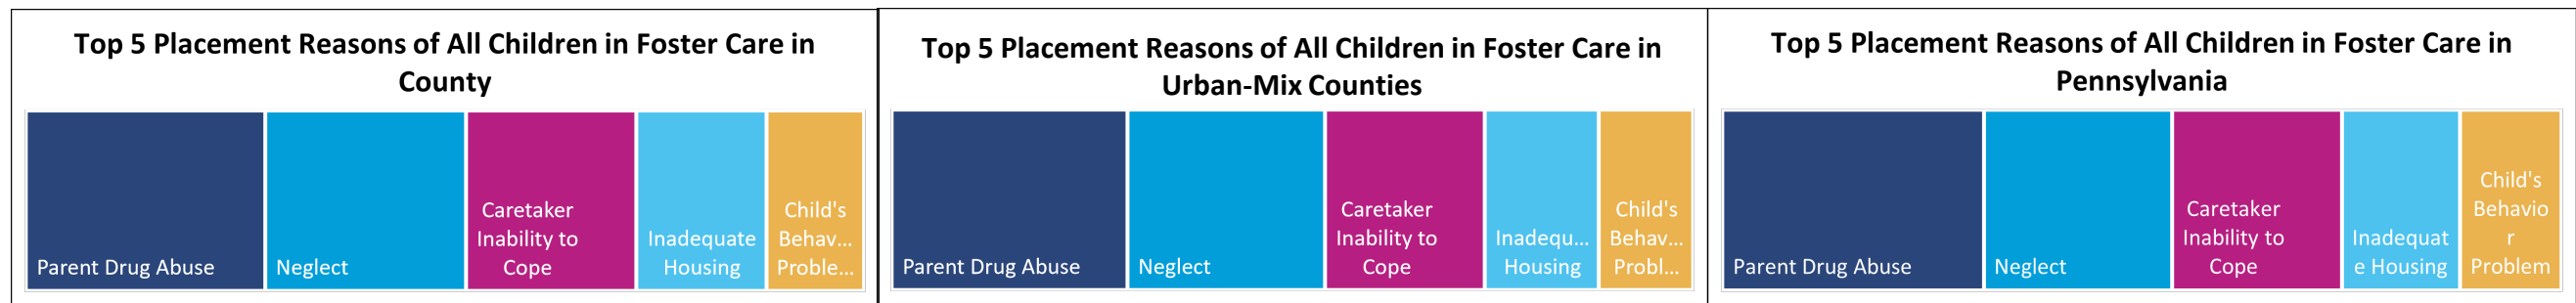 Top 5 Placement Reasons of All Children in Foster Care in
County
Parent Drug Abuse
Neglect
Caretaker
Inability to
Cope
Inadequate
Housing
Child's
Behav...
Proble...
Top 5 Placement Reasons of All Children in Foster Care in
Urban-Mix Counties
Parent Drug Abuse
Neglect
Caretaker
Inability to
Cope
Inadequ...
Housing
Child's
Behav...
Probl...
Top 5 Placement Reasons of All Children in Foster Care in
Pennsylvania
Parent Drug Abuse
Neglect
Caretaker
Inability to
Cope
Inadequat
e Housing
Child's
Behavio
r
Problem